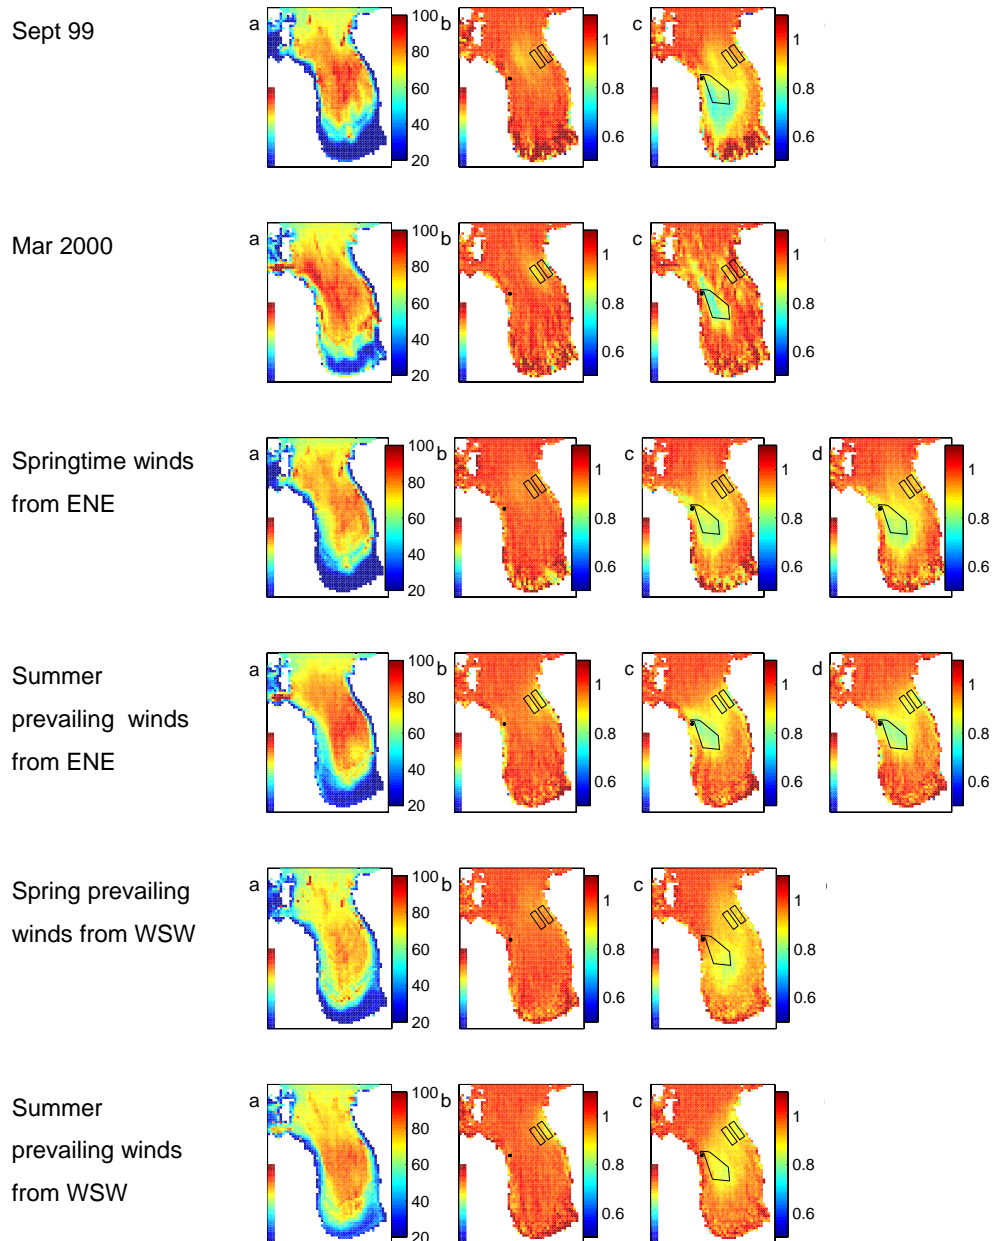 Sept 99
a
100
80
60
40
20
b
1
0.8
0.6
c
1
0.8
0.6
Mar 2000
a
100
80
60
40
20
b
1
0.8
0.6
c
1
0.8
0.6
Springtime winds
from ENE
a
100
80
60
40
20
b
1
0.8
0.6
c
1
0.8
0.6
d
1
0.8
0.6
Summer
prevailing winds
from ENE
a
100
80
60
40
20
b
1
0.8
0.6
c
1
0.8
0.6
d
1
0.8
0.6
Spring prevailing
winds from WSW
a
100
80
60
40
20
b
1
0.8
0.6
c
1
0.8
0.6
Summer
prevailing winds
from WSW
a
100
80
60
40
20
b
1
0.8
0.6
c
1
0.8
0.6